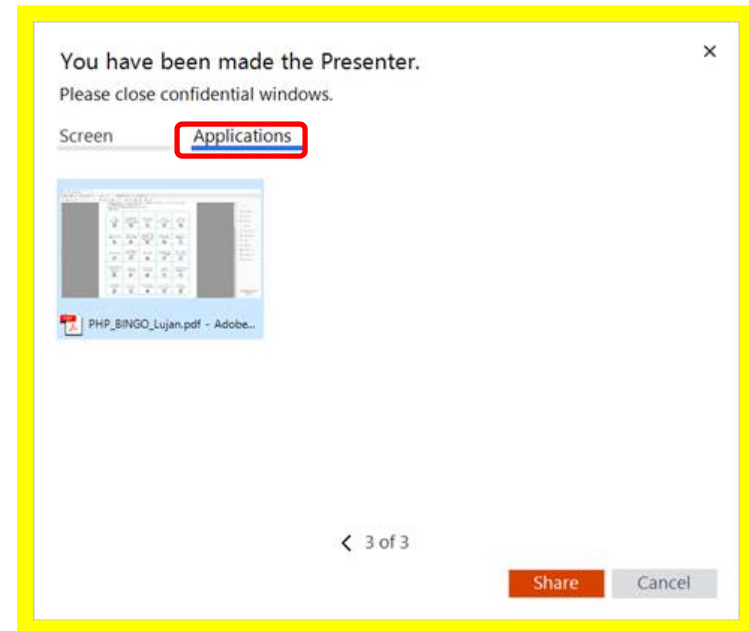 You have been made the Presenter.
Please close confidential windows.
Screen Applications
PHP_BINGO_Lujan.pdf - Adobe...
3 of 3
Share Cancel